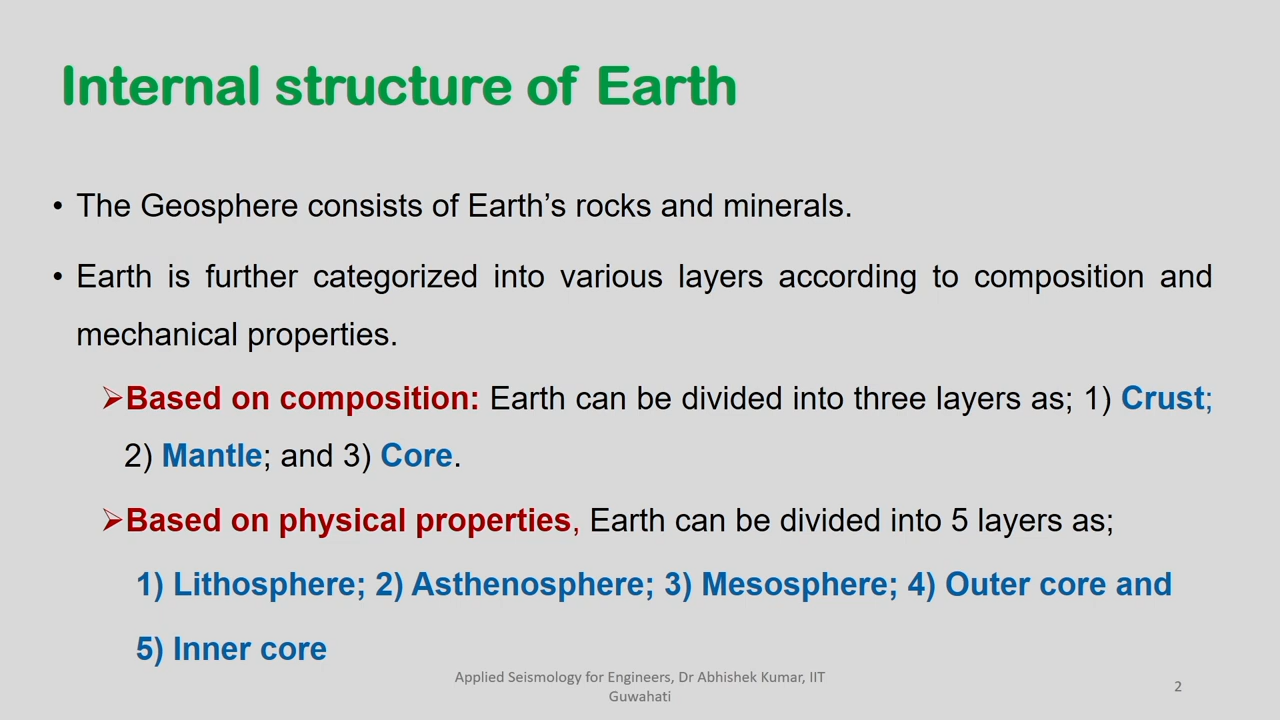 Internal structure of Earth
• The Geosphere consists of Earth’s rocks and minerals.
• Earth is further categorized into various layers according to composition and
mechanical properties.
➢Based on composition: Earth can be divided into three layers as; 1) Crust;
2) Mantle; and 3) Core.
➢Based on physical properties, Earth can be divided into 5 layers as;
1) Lithosphere; 2) Asthenosphere; 3) Mesosphere; 4) Outer core and
5) Inner core
Applied Seismology for Engineers, Dr Abhishek Kumar, IIT
Guwahati
2